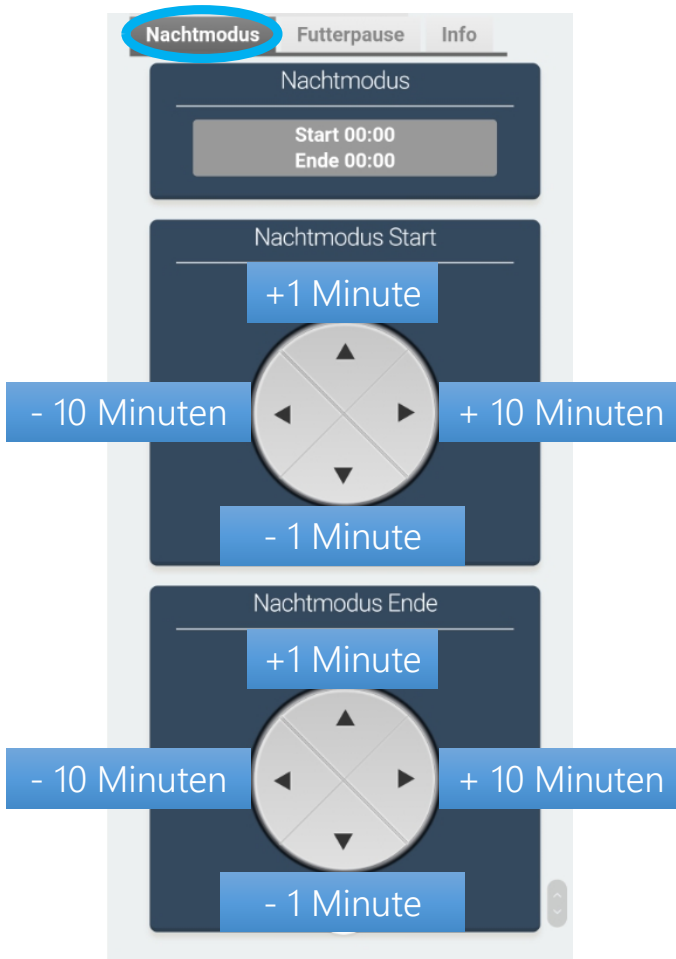 Nachtmodus Futterpause Info
Nachtmodus
Start 00:00
Ende 00:00
Nachtmodus Start
+1 Minute
- 10 Minuten + 10 Minuten
- 1 Minute
Nachtmodus Ende
+1 Minute
- 10 Minuten + 10 Minuten
- 1 Minute